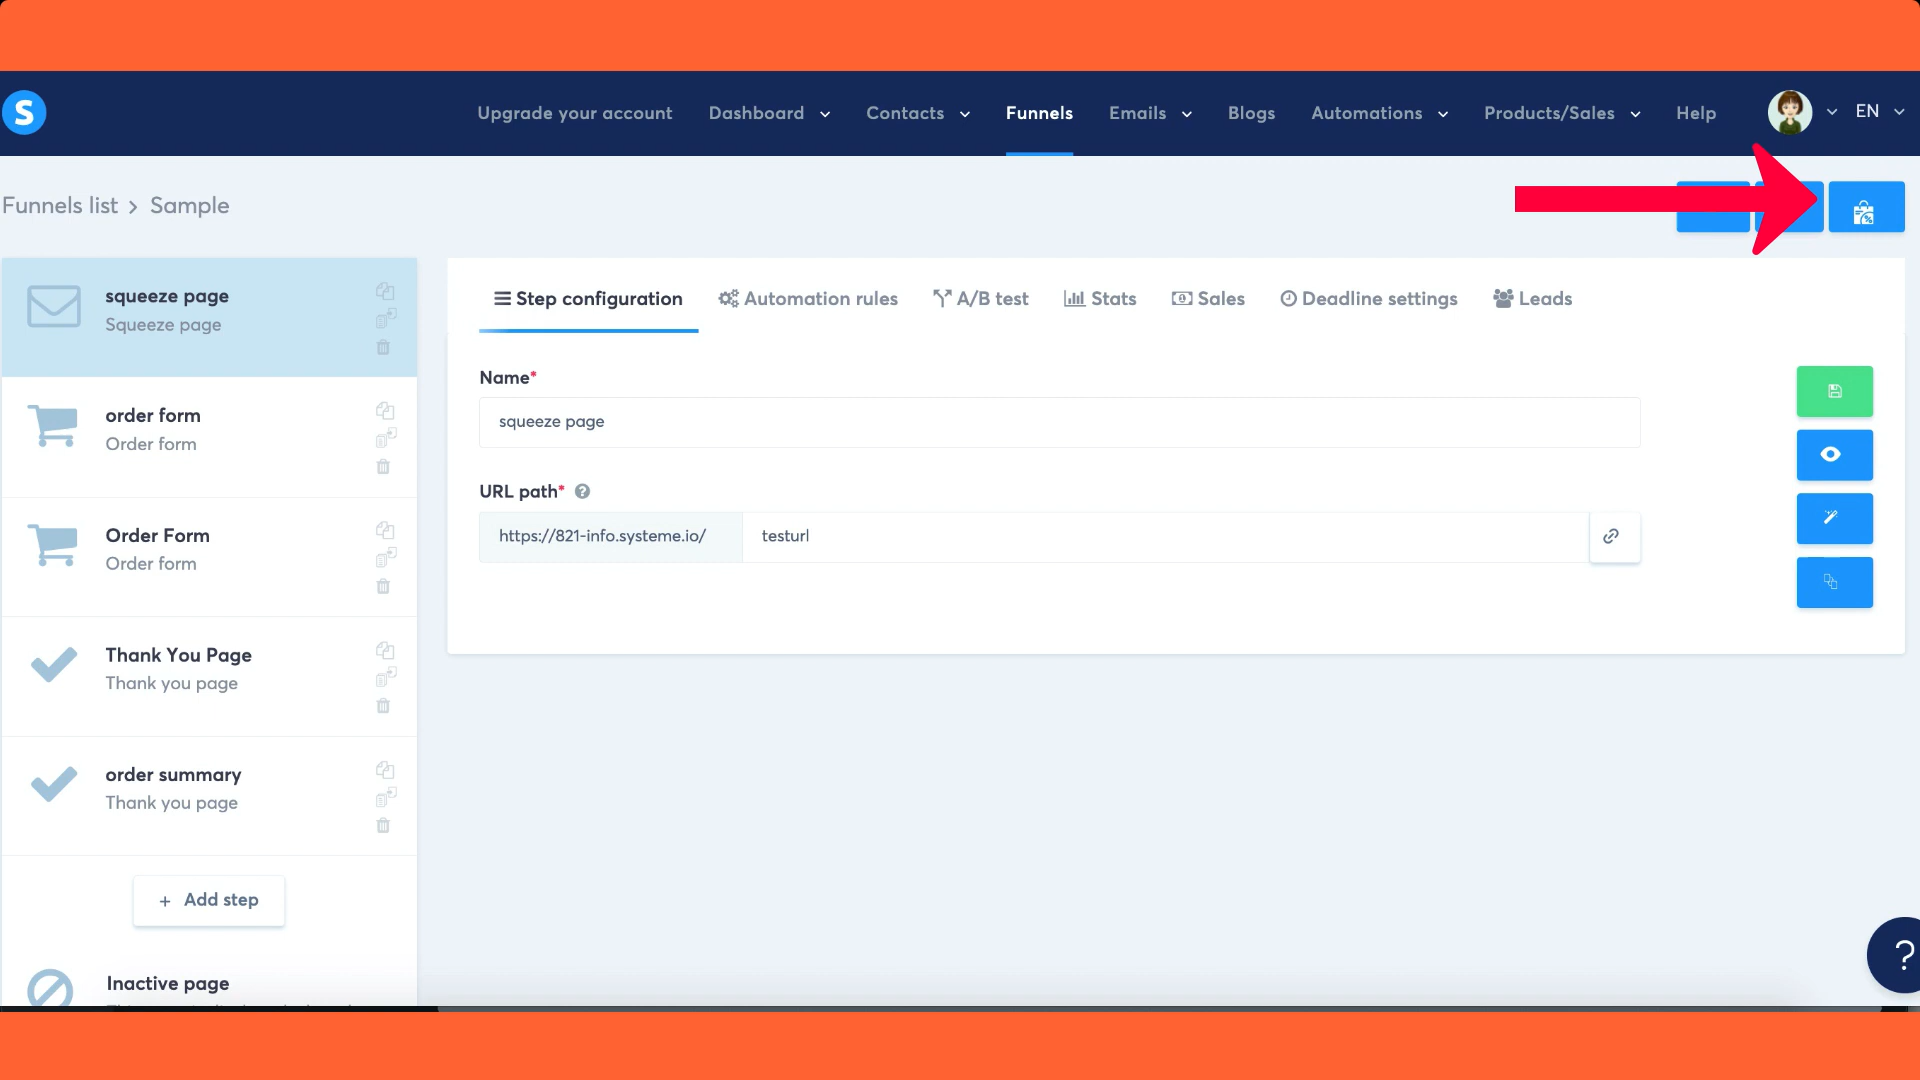 S
Upgrade your account Dashboard Contacts Funnels Emails Blogs Automations Products/Sales Help EN
Funnels list > Sample
squeeze page
Squeeze page
order form
Order form
Order Form
Order form
Thank You Page
Thank you page
order summary
Thank you page
+ Add step
Inactive page
Step configuration Automation rules A/B test Stats Sales Deadline settings Leads
Name*
squeeze page
URL path* ?
https://821-info.systeme.io/ testurl
?